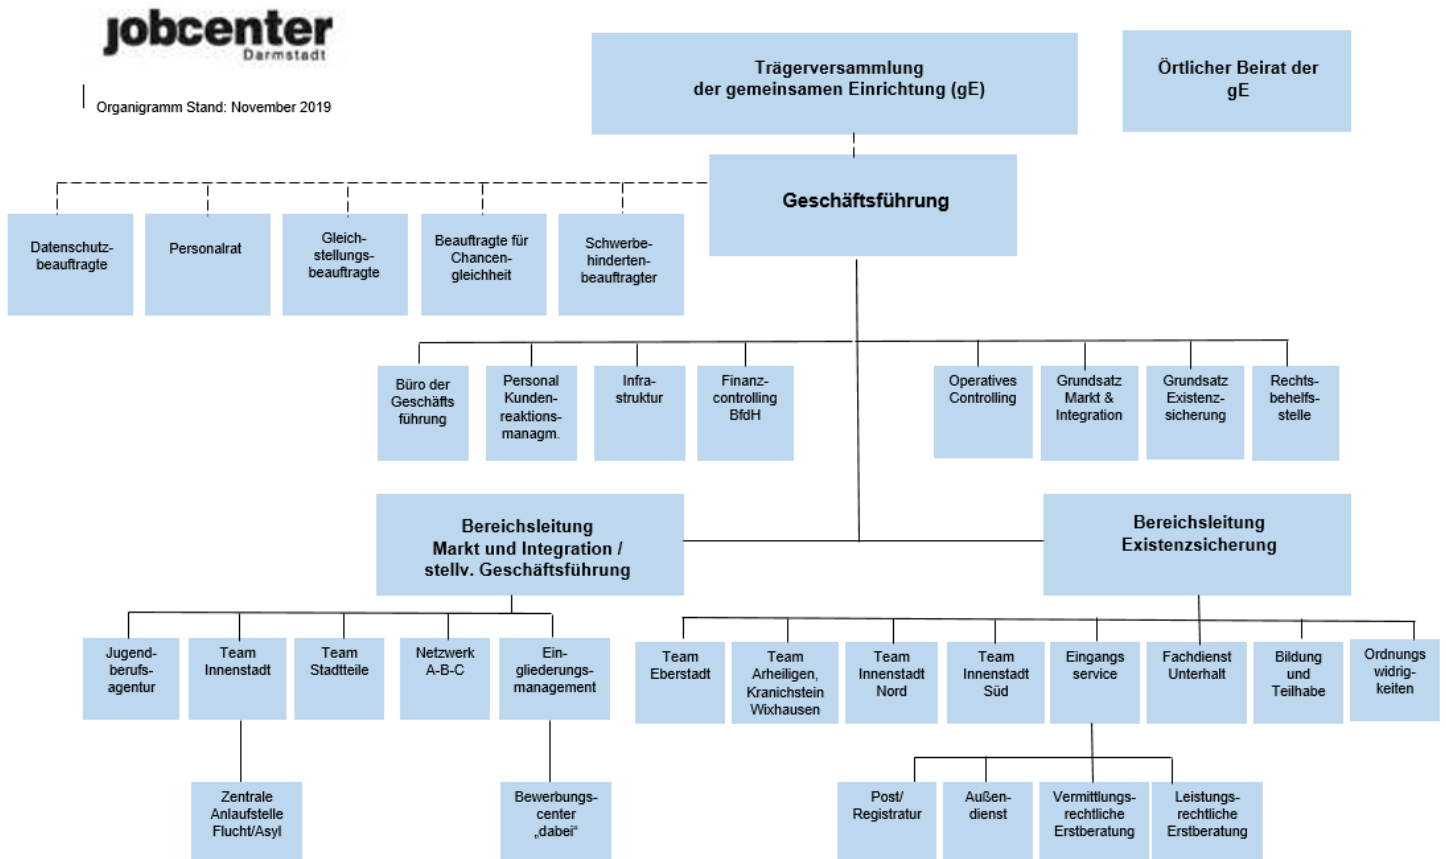 jobcenter
Darmstadt
Organigramm Stand: November 2019
Trägerversammlung
der gemeinsamen Einrichtung (gE)
Örtlicher Beirat der
gE
Geschäftsführung
Datenschutz-
beauftragte
Personalrat
Gleich-
stellungs-
beauftragte
Beauftragte für
Chancen-
gleichheit
Schwerbe-
hinderten-
beauftragter
Büro der
Geschäfts
führung
Personal
Kunden-
reaktions-
managm.
Infra-
struktur
Finanz-
controlling
BfdH
Operatives
Controlling
Grundsatz
Markt &
Integration
Grundsatz
Existenz-
sicherung
Rechts-
behelfs-
stelle
Bereichsleitung
Markt und Integration /
stellv. Geschäftsführung
Bereichsleitung
Existenzsicherung
Jugend-
berufs-
agentur
Team
Innenstadt
Team
Stadtteile
Netzwerk
A-B-C
Ein-
gliederungs-
management
Team
Eberstadt
Team
Arheiligen,
Kranichstein
Wixhausen
Team
Innenstadt
Nord
Team
Innenstadt
Süd
Eingangs
service
Fachdienst
Unterhalt
Bildung
und
Teilhabe
Ordnungs
widrig-
keiten
Zentrale
Anlaufstelle
Flucht/Asyl
Bewerbungs-
center
„dabei“
Post/
Registratur
Außen-
dienst
Vermittlungs-
rechtliche
Erstberatung
Leistungs-
rechtliche
Erstberatung